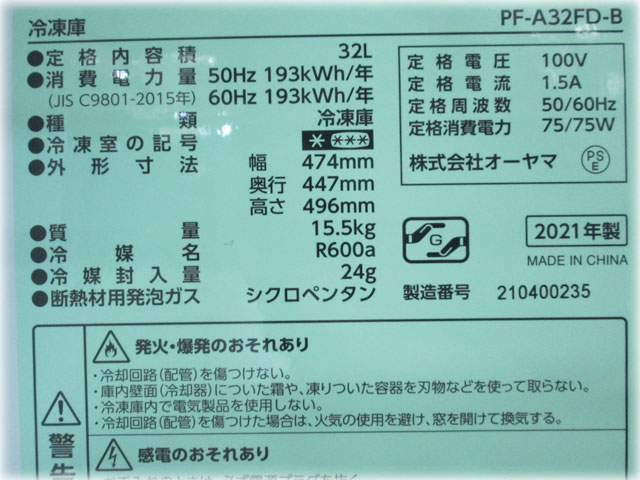 冷凍庫 PF-A32FD-B
●定格内容積 32L
●消費電力量 50Hz 193kWh/年
(JIS C9801-2015年) 60Hz 193kWh/年
●種類 冷凍庫
●冷凍室の記号 * ***
●外形寸法 幅 474mm
奥行 447mm
高さ 496mm
●質量 15.5kg
●冷媒名 R600a
●冷媒封入量 24g
●断熱材用発泡ガス シクロペンタン
定格電圧 100V
定格電流 1.5A
定格周波数 50/60Hz
定格消費電力 75/75W
株式会社オーヤマ PSE
G
2021年製
MADE IN CHINA
製造番号 210400235
警告
発火・爆発のおそれあり
・冷却回路(配管)を傷つけない。
・庫内壁面(冷却器)についた霜や、凍りついた容器を刃物などを使って取らない。
・冷凍庫内で電気製品を使用しない。
・冷却回路(配管)を傷つけた場合は、火気の使用を避け、窓を開けて換気する。
感電のおそれあり